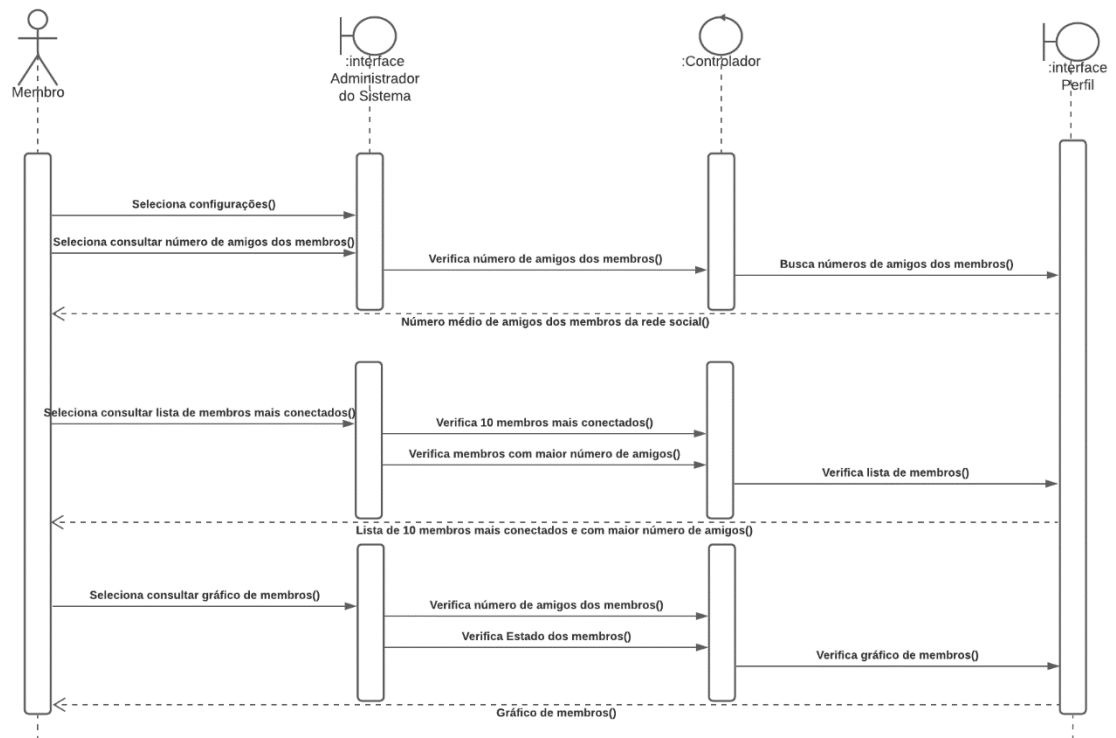 Membro
:interface
Administrador
do Sistema
:Controlador
:interface
Perfil
Seleciona configurações()
Seleciona consultar número de amigos dos membros()
Verifica número de amigos dos membros()
Busca números de amigos dos membros()
Número médio de amigos dos membros da rede social()
Seleciona consultar lista de membros mais conectados()
Verifica 10 membros mais conectados()
Verifica membros com maior número de amigos()
Verifica lista de membros()
Lista de 10 membros mais conectados e com maior número de amigos()
Seleciona consultar gráfico de membros()
Verifica número de amigos dos membros()
Verifica Estado dos membros()
Verifica gráfico de membros()
Gráfico de membros()